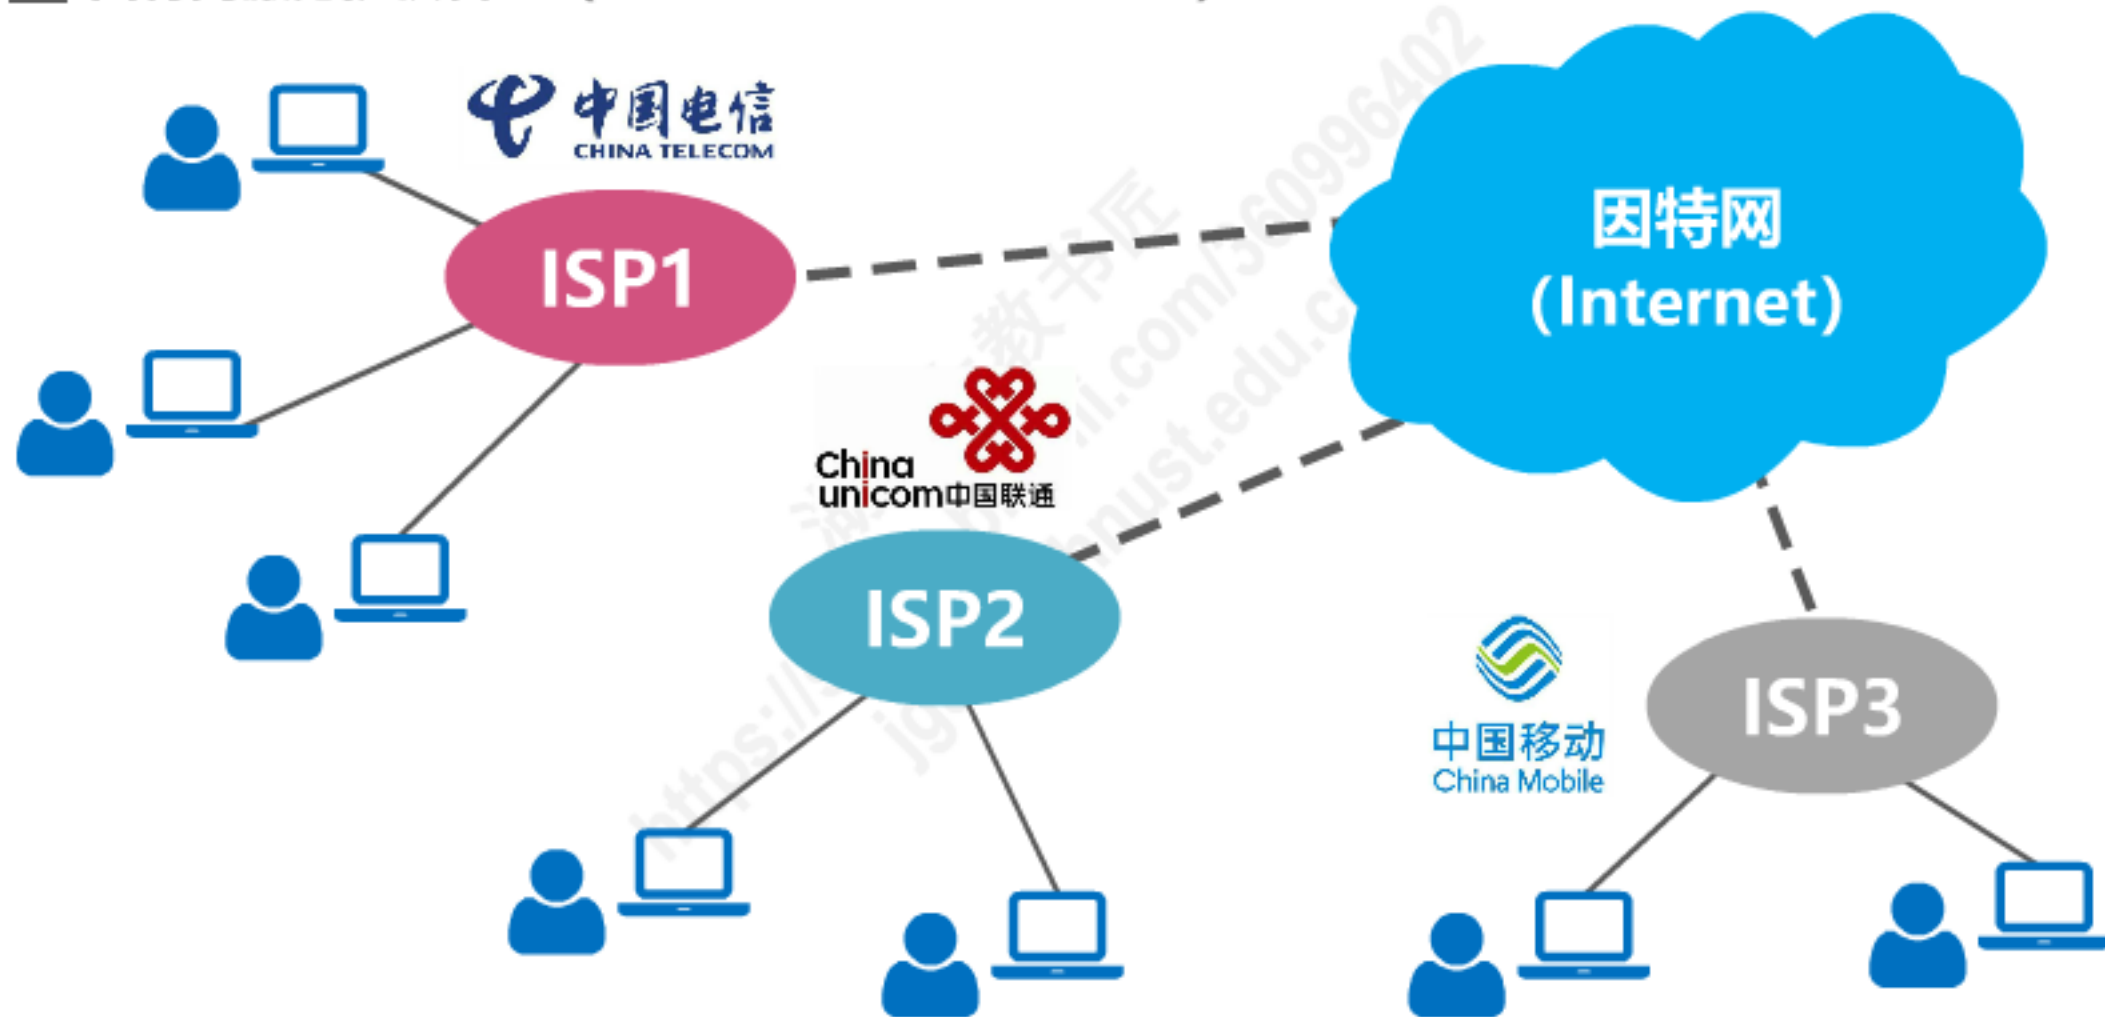 中国电信
CHINA TELECOM
ISP1
因特网
(Internet)
China
unicom中国联通
ISP2
中国移动
China Mobile
ISP3